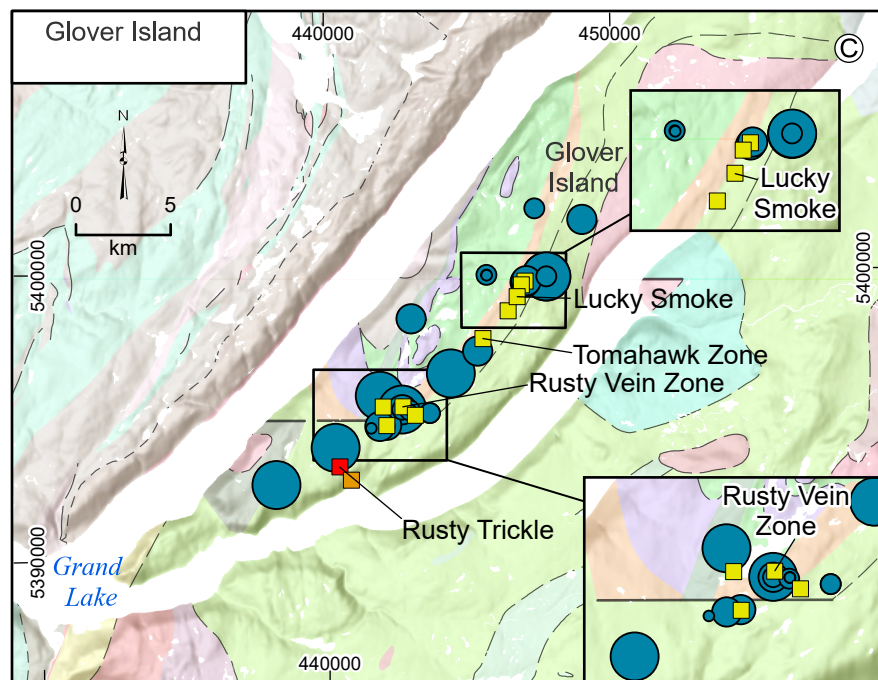 Glover Island
440000
450000
C
N
0
5
km
Glover
Island
Lucky
Smoke
5400000
5400000
Lucky Smoke
Tomahawk Zone
Rusty Vein Zone
Rusty Vein
Zone
Rusty Trickle
5390000
Grand
Lake
440000